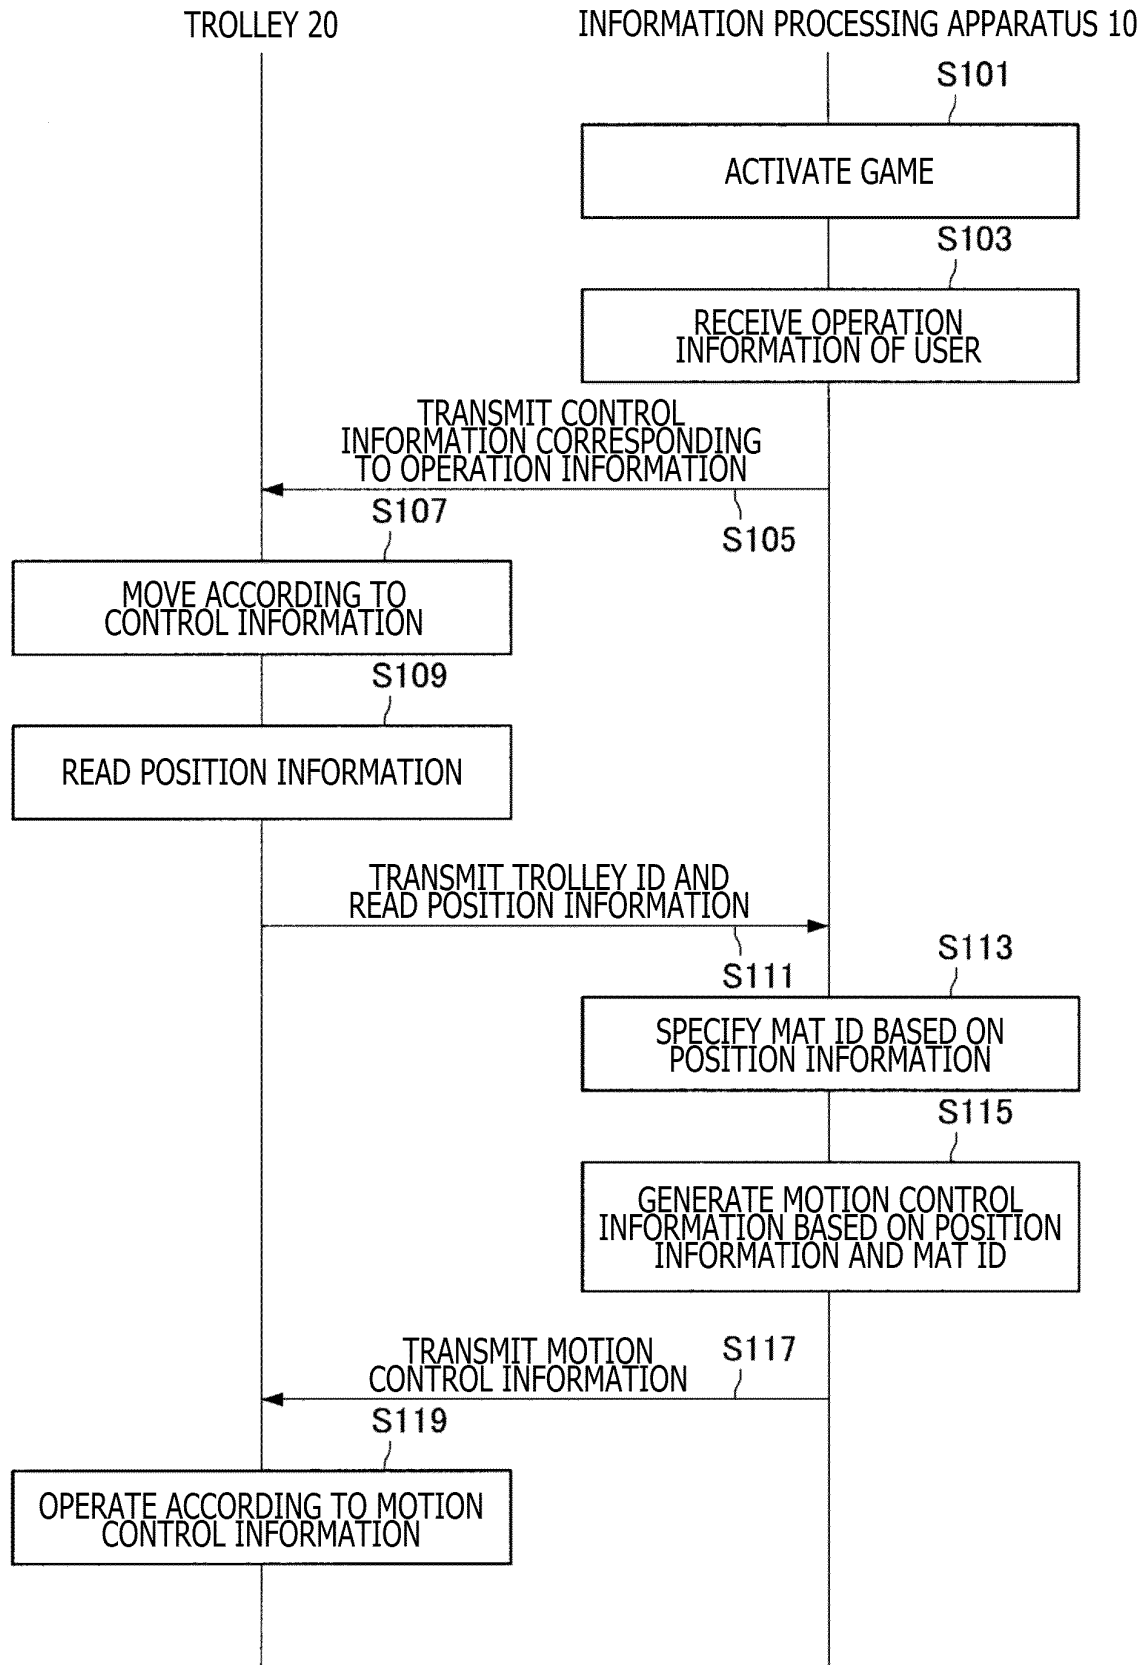 TROLLEY 20
INFORMATION PROCESSING APPARATUS 10
S101
ACTIVATE GAME
S103
RECEIVE OPERATION
INFORMATION OF USER
TRANSMIT CONTROL
INFORMATION CORRESPONDING
TO OPERATION INFORMATION
S105
S107
MOVE ACCORDING TO
CONTROL INFORMATION
S109
READ POSITION INFORMATION
TRANSMIT TROLLEY ID AND
READ POSITION INFORMATION
S111
S113
SPECIFY MAT ID BASED ON
POSITION INFORMATION
S115
GENERATE MOTION CONTROL
INFORMATION BASED ON POSITION
INFORMATION AND MAT ID
TRANSMIT MOTION
CONTROL INFORMATION
S117
S119
OPERATE ACCORDING TO MOTION
CONTROL INFORMATION